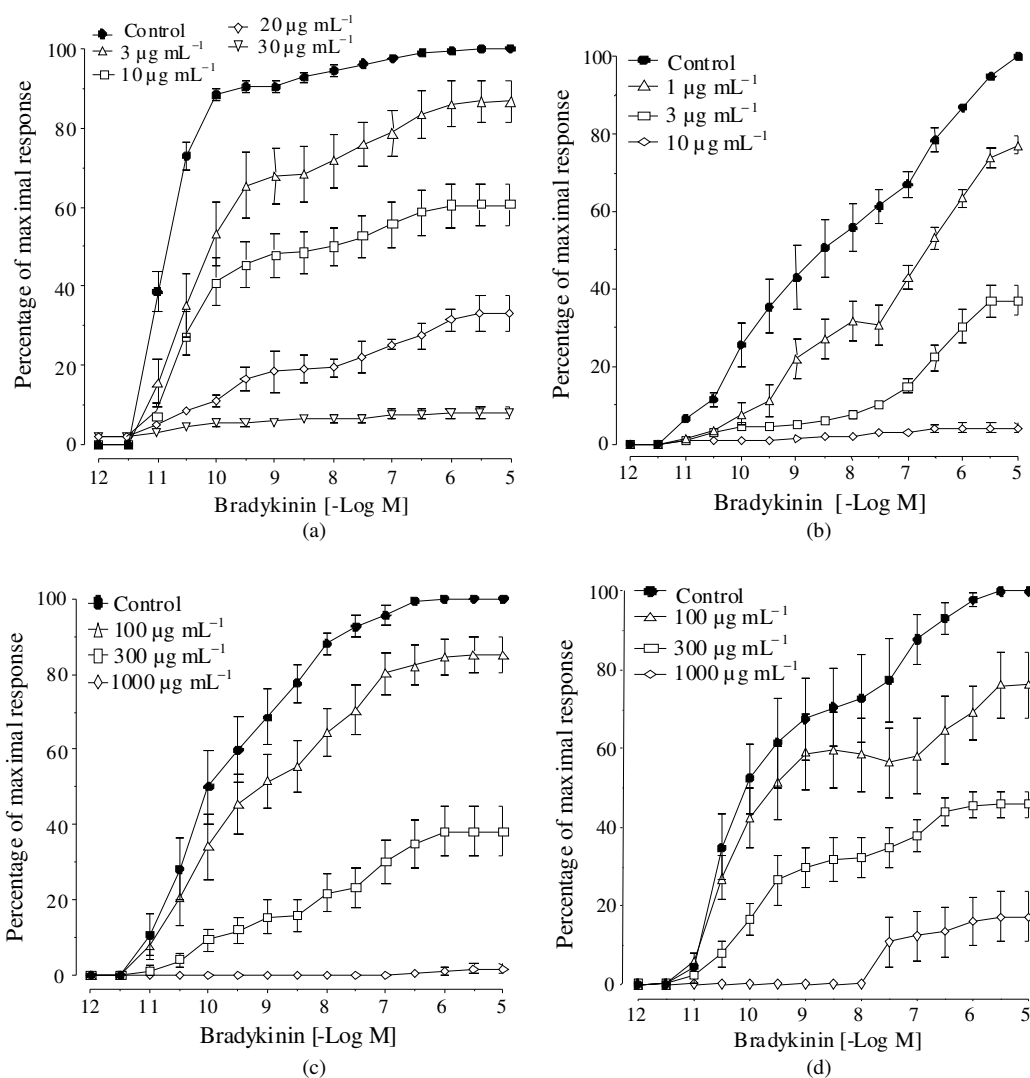 Control
3 µg mL⁻¹
10 µg mL⁻¹
20 µg mL⁻¹
30 µg mL⁻¹
Percentage of maximal response
100
80
60
40
20
0
12 11 10 9 8 7 6 5
Bradykinin [-Log M]
(a)
Control
1 µg mL⁻¹
3 µg mL⁻¹
10 µg mL⁻¹
Percentage of maximal response
100
80
60
40
20
0
12 11 10 9 8 7 6 5
Bradykinin [-Log M]
(b)
Control
100 µg mL⁻¹
300 µg mL⁻¹
1000 µg mL⁻¹
Percentage of maximal response
100
80
60
40
20
0
12 11 10 9 8 7 6 5
Bradykinin [-Log M]
(c)
Control
100 µg mL⁻¹
300 µg mL⁻¹
1000 µg mL⁻¹
Percentage of maximal response
100
80
60
40
20
0
12 11 10 9 8 7 6 5
Bradykinin [-Log M]
(d)